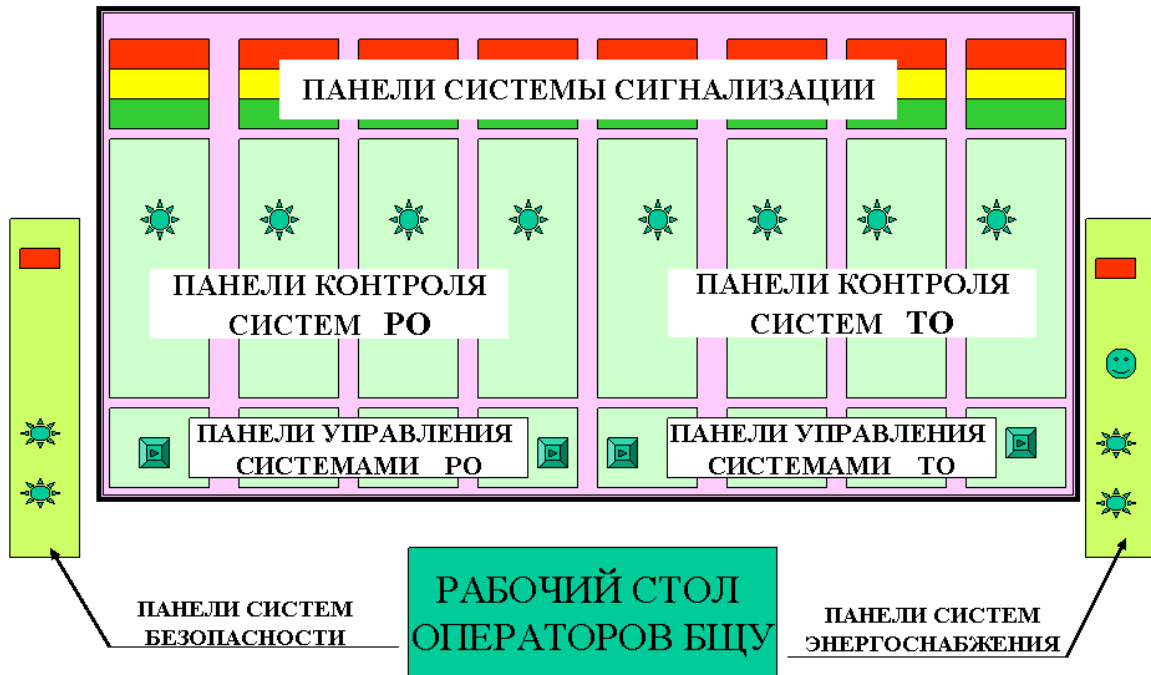 ПАНЕЛИ СИСТЕМЫ СИГНАЛИЗАЦИИ
ПАНЕЛИ КОНТРОЛЯ
СИСТЕМ РО
ПАНЕЛИ КОНТРОЛЯ
СИСТЕМ ТО
ПАНЕЛИ УПРАВЛЕНИЯ
СИСТЕМАМИ РО
ПАНЕЛИ УПРАВЛЕНИЯ
СИСТЕМАМИ ТО
ПАНЕЛИ СИСТЕМ
БЕЗОПАСНОСТИ
РАБОЧИЙ СТОЛ
ОПЕРАТОРОВ БЩУ
ПАНЕЛИ СИСТЕМ
ЭНЕРГОСНАБЖЕНИЯ